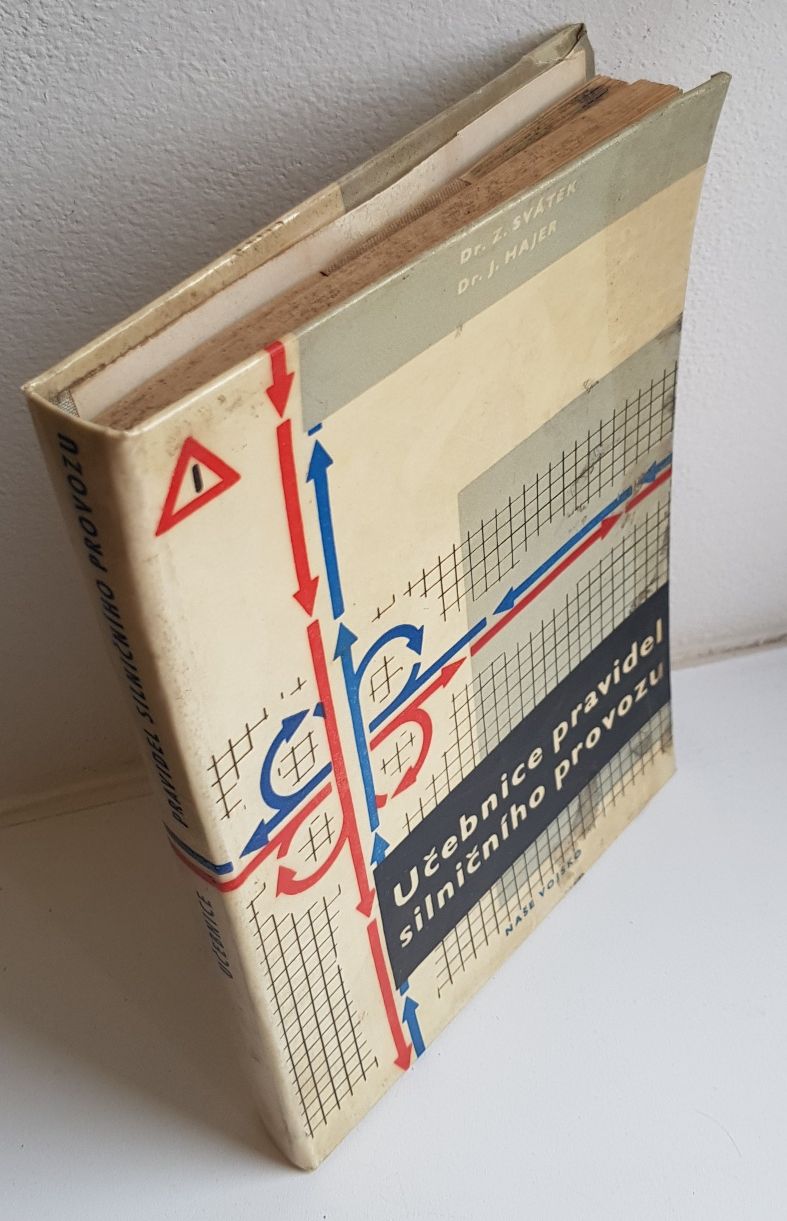 Dr. Z. SVÁTEK
Dr. J. HAJER
Učebnice pravidel
silničního provozu
NAŠE VOJSKO
UČEBNICE PRAVIDEL SILNIČNÍHO PROVOZU